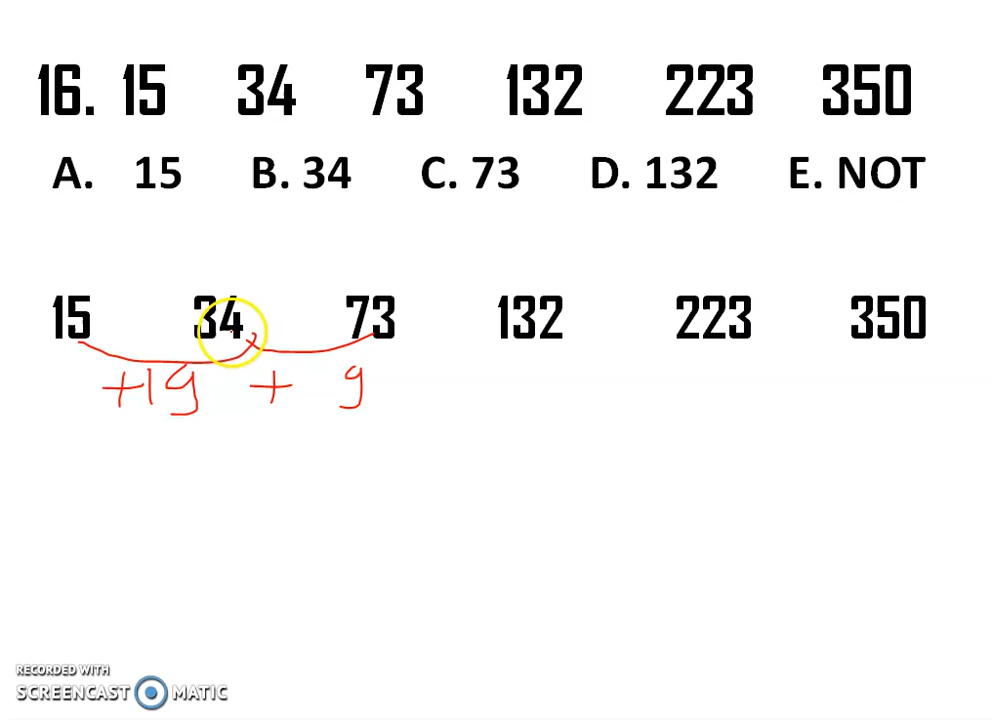 16. 15 34 73 132 223 350
A. 15 B. 34 C. 73 D. 132 E. NOT
15 34 73 132 223 350
+19 + 9
RECORDED WITH
SCREENCAST MATIC